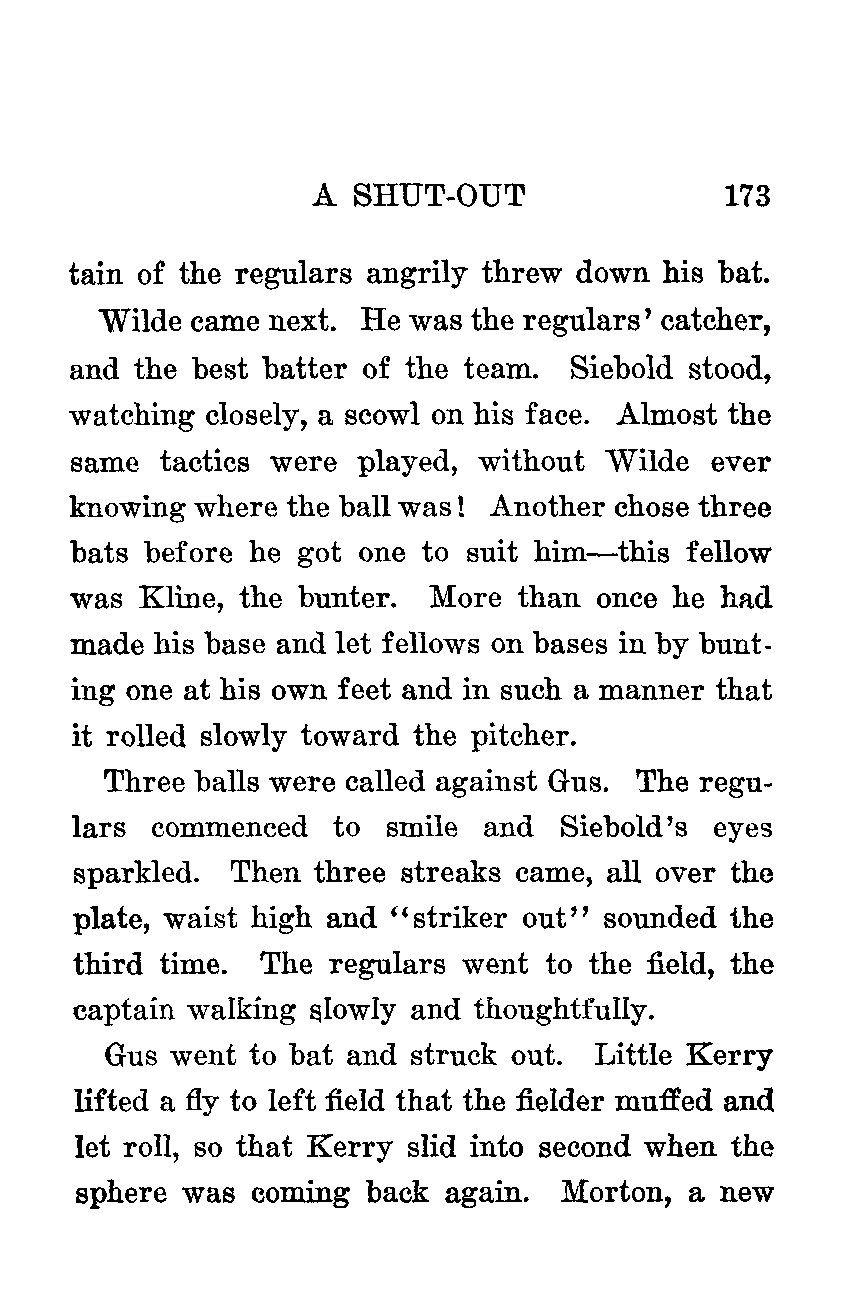 A SHUT-OUT 173
tain of the regulars angrily threw down his bat.
Wilde came next. He was the regulars' catcher,
and the best batter of the team. Siebold stood,
watching closely, a scowl on his face. Almost the
same tactics were played, without Wilde ever
knowing where the ball was! Another chose three
bats before he got one to suit him—this fellow
was Kline, the bunter. More than once he had
made his base and let fellows on bases in by bunt-
ing one at his own feet and in such a manner that
it rolled slowly toward the pitcher.
Three balls were called against Gus. The regu-
lars commenced to smile and Siebold's eyes
sparkled. Then three streaks came, all over the
plate, waist high and "striker out" sounded the
third time. The regulars went to the field, the
captain walking slowly and thoughtfully.
Gus went to bat and struck out. Little Kerry
lifted a fly to left field that the fielder muffed and
let roll, so that Kerry slid into second when the
sphere was coming back again. Morton, a new